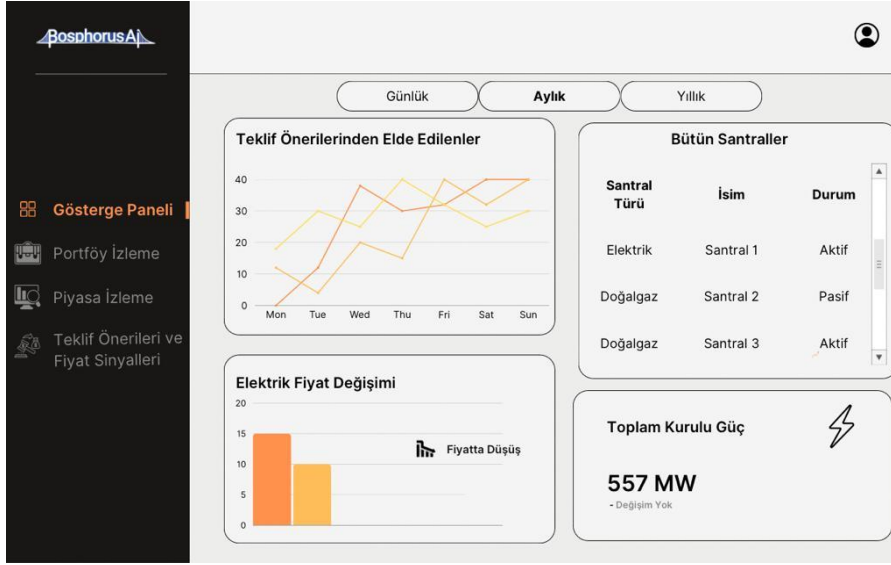 Bosphorus Ai
Günlük
Aylık
Yıllık
Gösterge Paneli
Portföy İzleme
Piyasa İzleme
Teklif Önerileri ve
Fiyat Sinyalleri
Teklif Önerilerinden Elde Edilenler
40
30
20
10
0
Mon Tue Wed Thu Fri Sat Sun
Bütün Santraller
Santral
Türü
İsim
Durum
Elektrik Santral 1 Aktif
Doğalgaz Santral 2 Pasif
Doğalgaz Santral 3 Aktif
Elektrik Fiyat Değişimi
20
15
10
5
0
Fiyatta Düşüş
Toplam Kurulu Güç
557 MW
- Değişim Yok